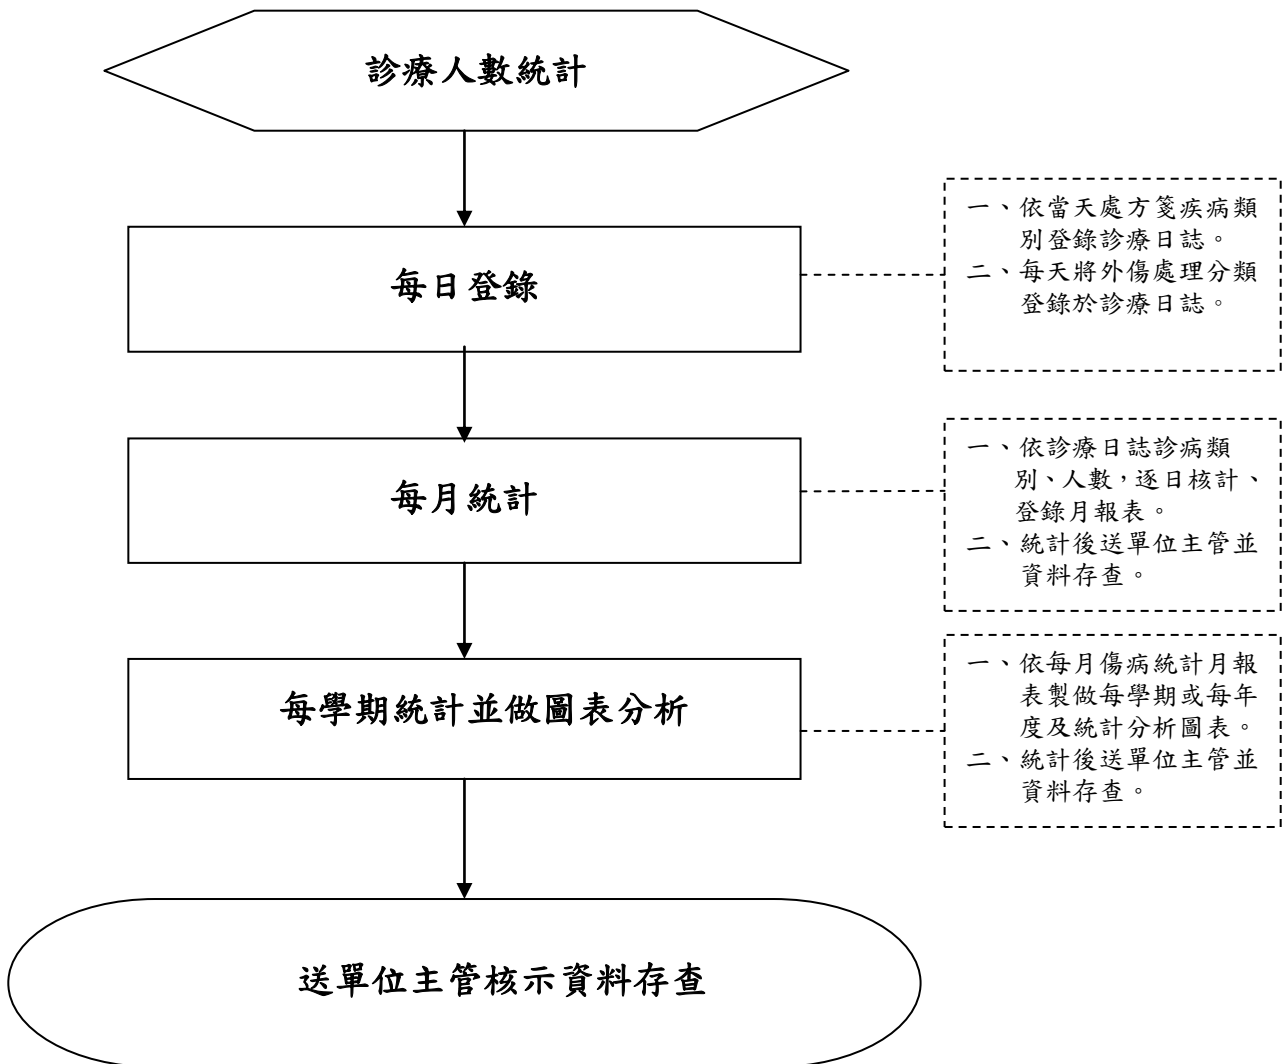 診療人數統計
每日登錄
一、依當天處方箋疾病類
別登錄診療日誌。
二、每天將外傷處理分類
登錄於診療日誌。
每月統計
一、依診療日誌診病類
別、人數，逐日核計、
登錄月報表。
二、統計後送單位主管並
資料存查。
每學期統計並做圖表分析
一、依每月傷病統計月報
表製做每學期或每年
度及統計分析圖表。
二、統計後送單位主管並
資料存查。
送單位主管核示資料存查